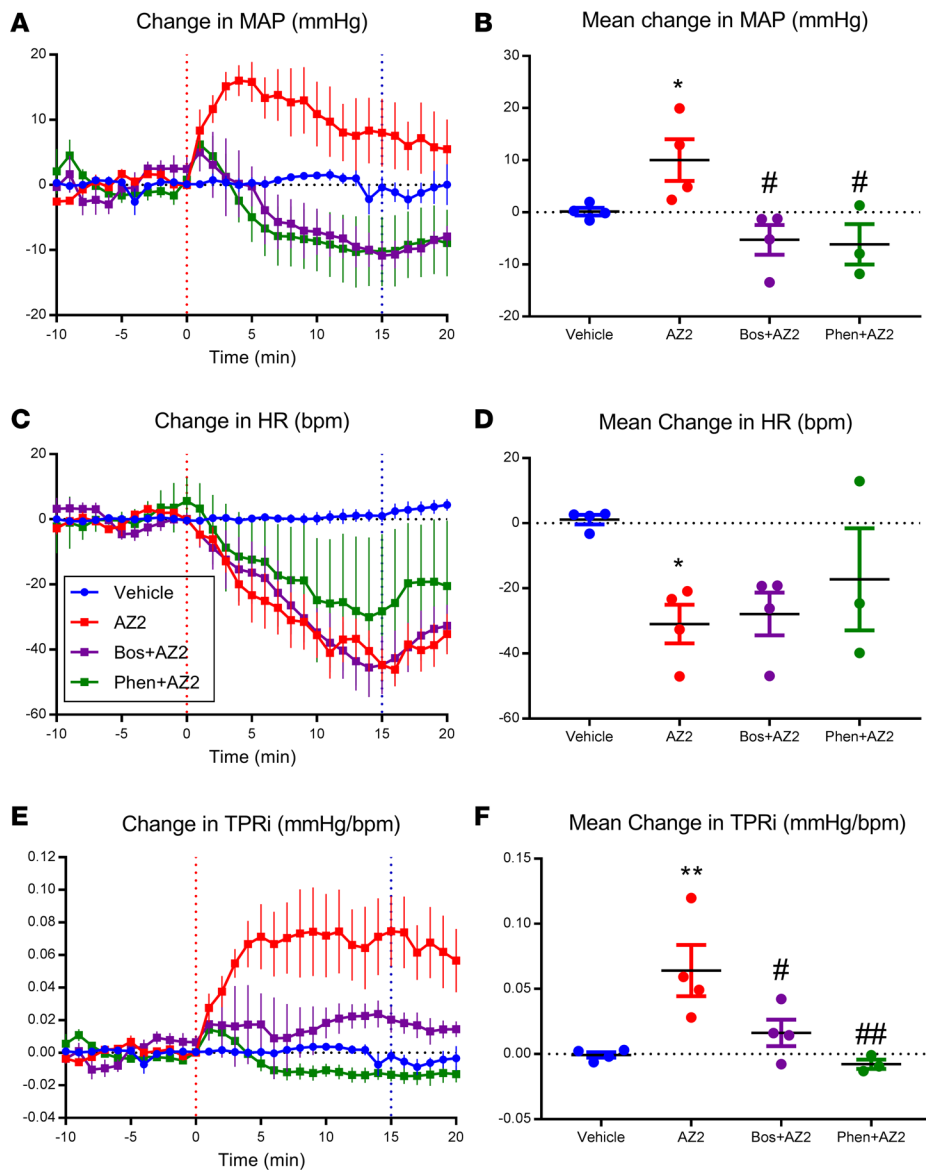 A
Change in MAP (mmHg)
20
10
0
-10
-20
-10
-5
0
5
10
15
20
Time (min)
B
Mean change in MAP (mmHg)
30
20
10
0
-10
-20
*
#
#
Vehicle
AZ2
Bos+AZ2
Phen+AZ2
C
Change in HR (bpm)
20
0
-20
-40
-60
Vehicle
AZ2
Bos+AZ2
Phen+AZ2
-10
-5
0
5
10
15
20
Time (min)
D
Mean Change in HR (bpm)
20
0
-20
-40
-60
*
Vehicle
AZ2
Bos+AZ2
Phen+AZ2
E
Change in TPRi (mmHg/bpm)
0.12
0.10
0.08
0.06
0.04
0.02
0.00
-0.02
-0.04
-10
-5
0
5
10
15
20
Time (min)
F
Mean Change in TPRi (mmHg/bpm)
0.15
0.10
0.05
0.00
-0.05
**
#
##
Vehicle
AZ2
Bos+AZ2
Phen+AZ2